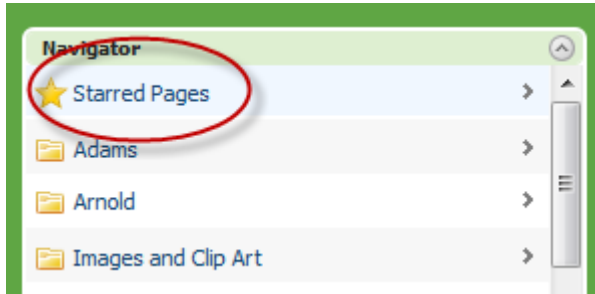 Navigator
Starred Pages
Adams
Arnold
Images and Clip Art